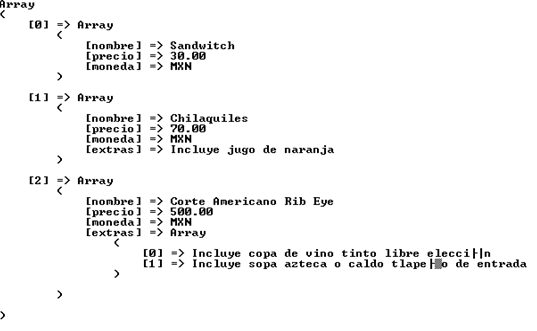 Array
(
[0] => Array
(
[nombre] => Sandwitch
[precio] => 30.00
[moneda] => MXN
)
[1] => Array
(
[nombre] => Chilaquiles
[precio] => 70.00
[moneda] => MXN
[extras] => Incluye jugo de naranja
)
[2] => Array
(
[nombre] => Corte Americano Rib Eye
[precio] => 500.00
[moneda] => MXN
[extras] => Array
(
[0] => Incluye copa de vino tinto libre elecci├│n
[1] => Incluye sopa azteca o caldo tlape├▒o de entrada
)
)
)